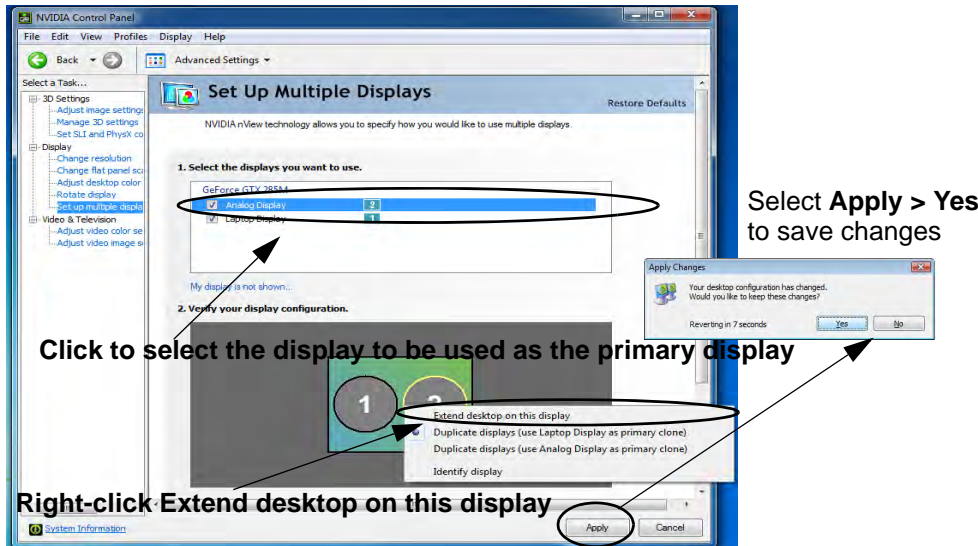 NVIDIA Control Panel
File Edit View Profiles Display Help
Back
Advanced Settings
Select a Task...
3D Settings
Adjust image settings
Manage 3D settings
Set SLI and PhysX co
Display
Change resolution
Change flat panel sca
Adjust desktop color
Rotate display
Set up multiple displa
Video & Television
Adjust video color se
Adjust video image s
System Information
Set Up Multiple Displays
Restore Defaults
NVIDIA nView technology allows you to specify how you would like to use multiple displays.
1. Select the displays you want to use.
GeForce GTX 285M
Analog Display 2
Laptop Display 1
My display is not shown...
2. Verify your display configuration.
Click to select the display to be used as the primary display
1 2
Extend desktop on this display
Duplicate displays (use Laptop Display as primary clone)
Duplicate displays (use Analog Display as primary clone)
Identify display
Right-click Extend desktop on this display
Apply Cancel
Select Apply > Yes
to save changes
Apply Changes
Your desktop configuration has changed.
Would you like to keep these changes?
Reverting in 7 seconds
Yes No